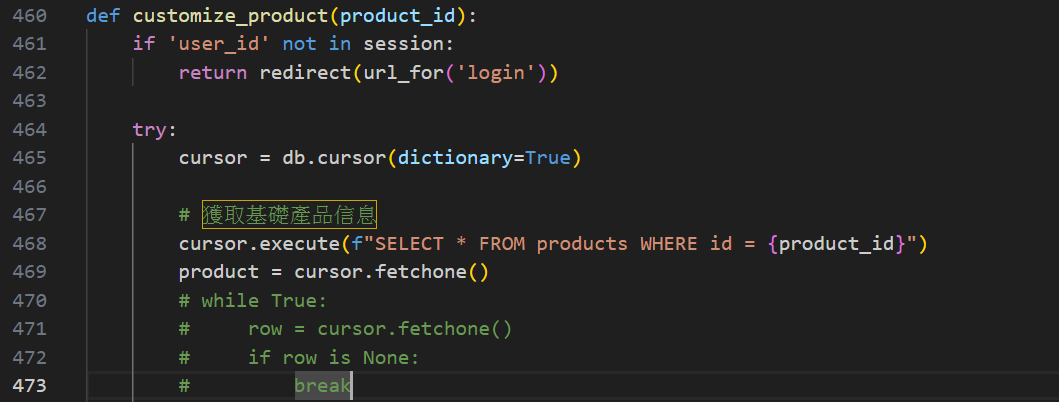 460 def customize_product(product_id):
461     if 'user_id' not in session:
462         return redirect(url_for('login'))
463
464     try:
465         cursor = db.cursor(dictionary=True)
466
467         # 獲取基礎產品信息
468         cursor.execute(f"SELECT * FROM products WHERE id = {product_id}")
469         product = cursor.fetchone()
470         # while True:
471         #     row = cursor.fetchone()
472         #     if row is None:
473         #         break